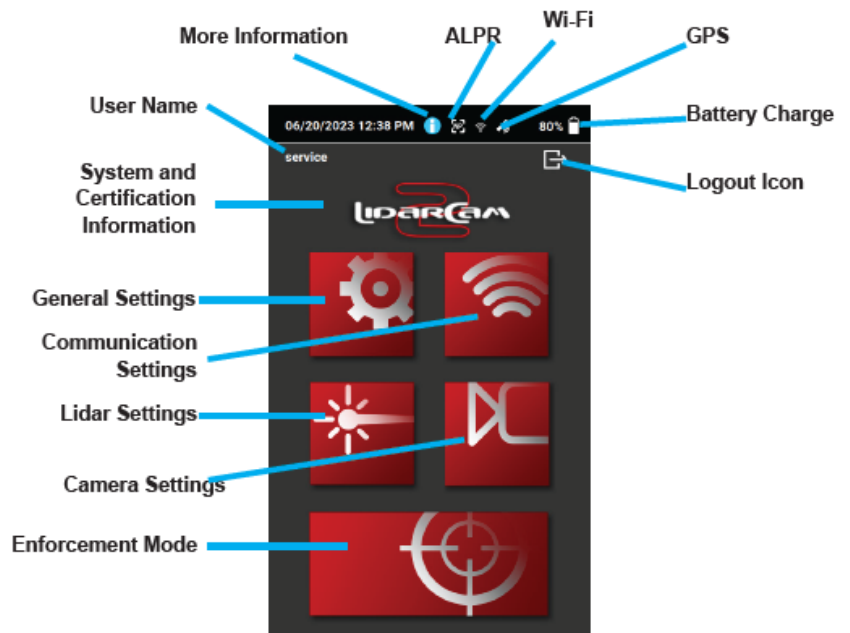 More Information
ALPR
Wi-Fi
GPS
User Name
Battery Charge
06/20/2023 12:38 PM
80%
service
Logout Icon
System and
Certification
Information
LIDARCAM
2
General Settings
Communication
Settings
Lidar Settings
Camera Settings
Enforcement Mode